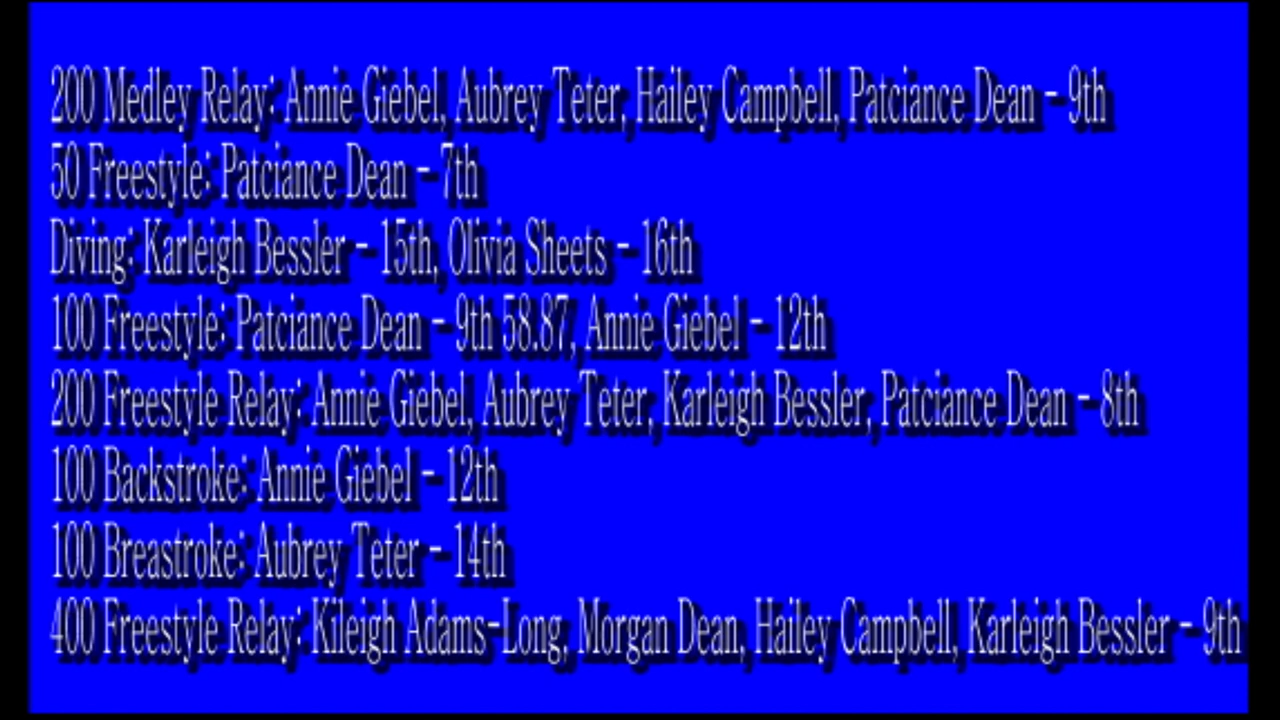 200 Medley Relay: Annie Giebel, Aubrey Teter, Hailey Campbell, Patciance Dean - 9th
50 Freestyle: Patciance Dean - 7th
Diving: Karleigh Bessler - 15th, Olivia Sheets - 16th
100 Freestyle: Patciance Dean - 9th 58.87, Annie Giebel - 12th
200 Freestyle Relay: Annie Giebel, Aubrey Teter, Karleigh Bessler, Patciance Dean - 8th
100 Backstroke: Annie Giebel - 12th
100 Breastroke: Aubrey Teter - 14th
400 Freestyle Relay: Kileigh Adams-Long, Morgan Dean, Hailey Campbell, Karleigh Bessler - 9th